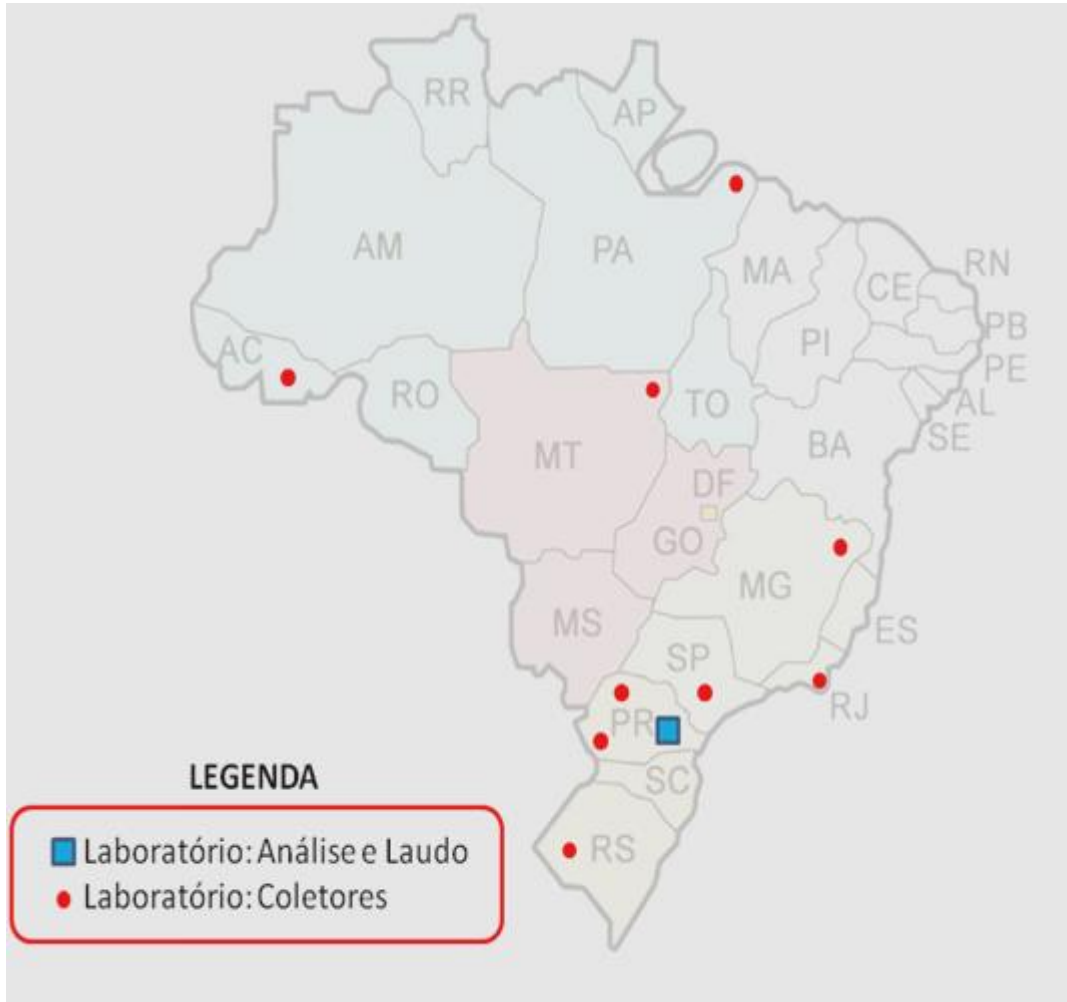 RR
AP
AM
PA
MA
CE
RN
PB
PI
PE
AC
RO
TO
AL
SE
BA
MT
DF
GO
MG
MS
ES
SP
RJ
PR
SC
RS
LEGENDA
Laboratório: Análise e Laudo
Laboratório: Coletores